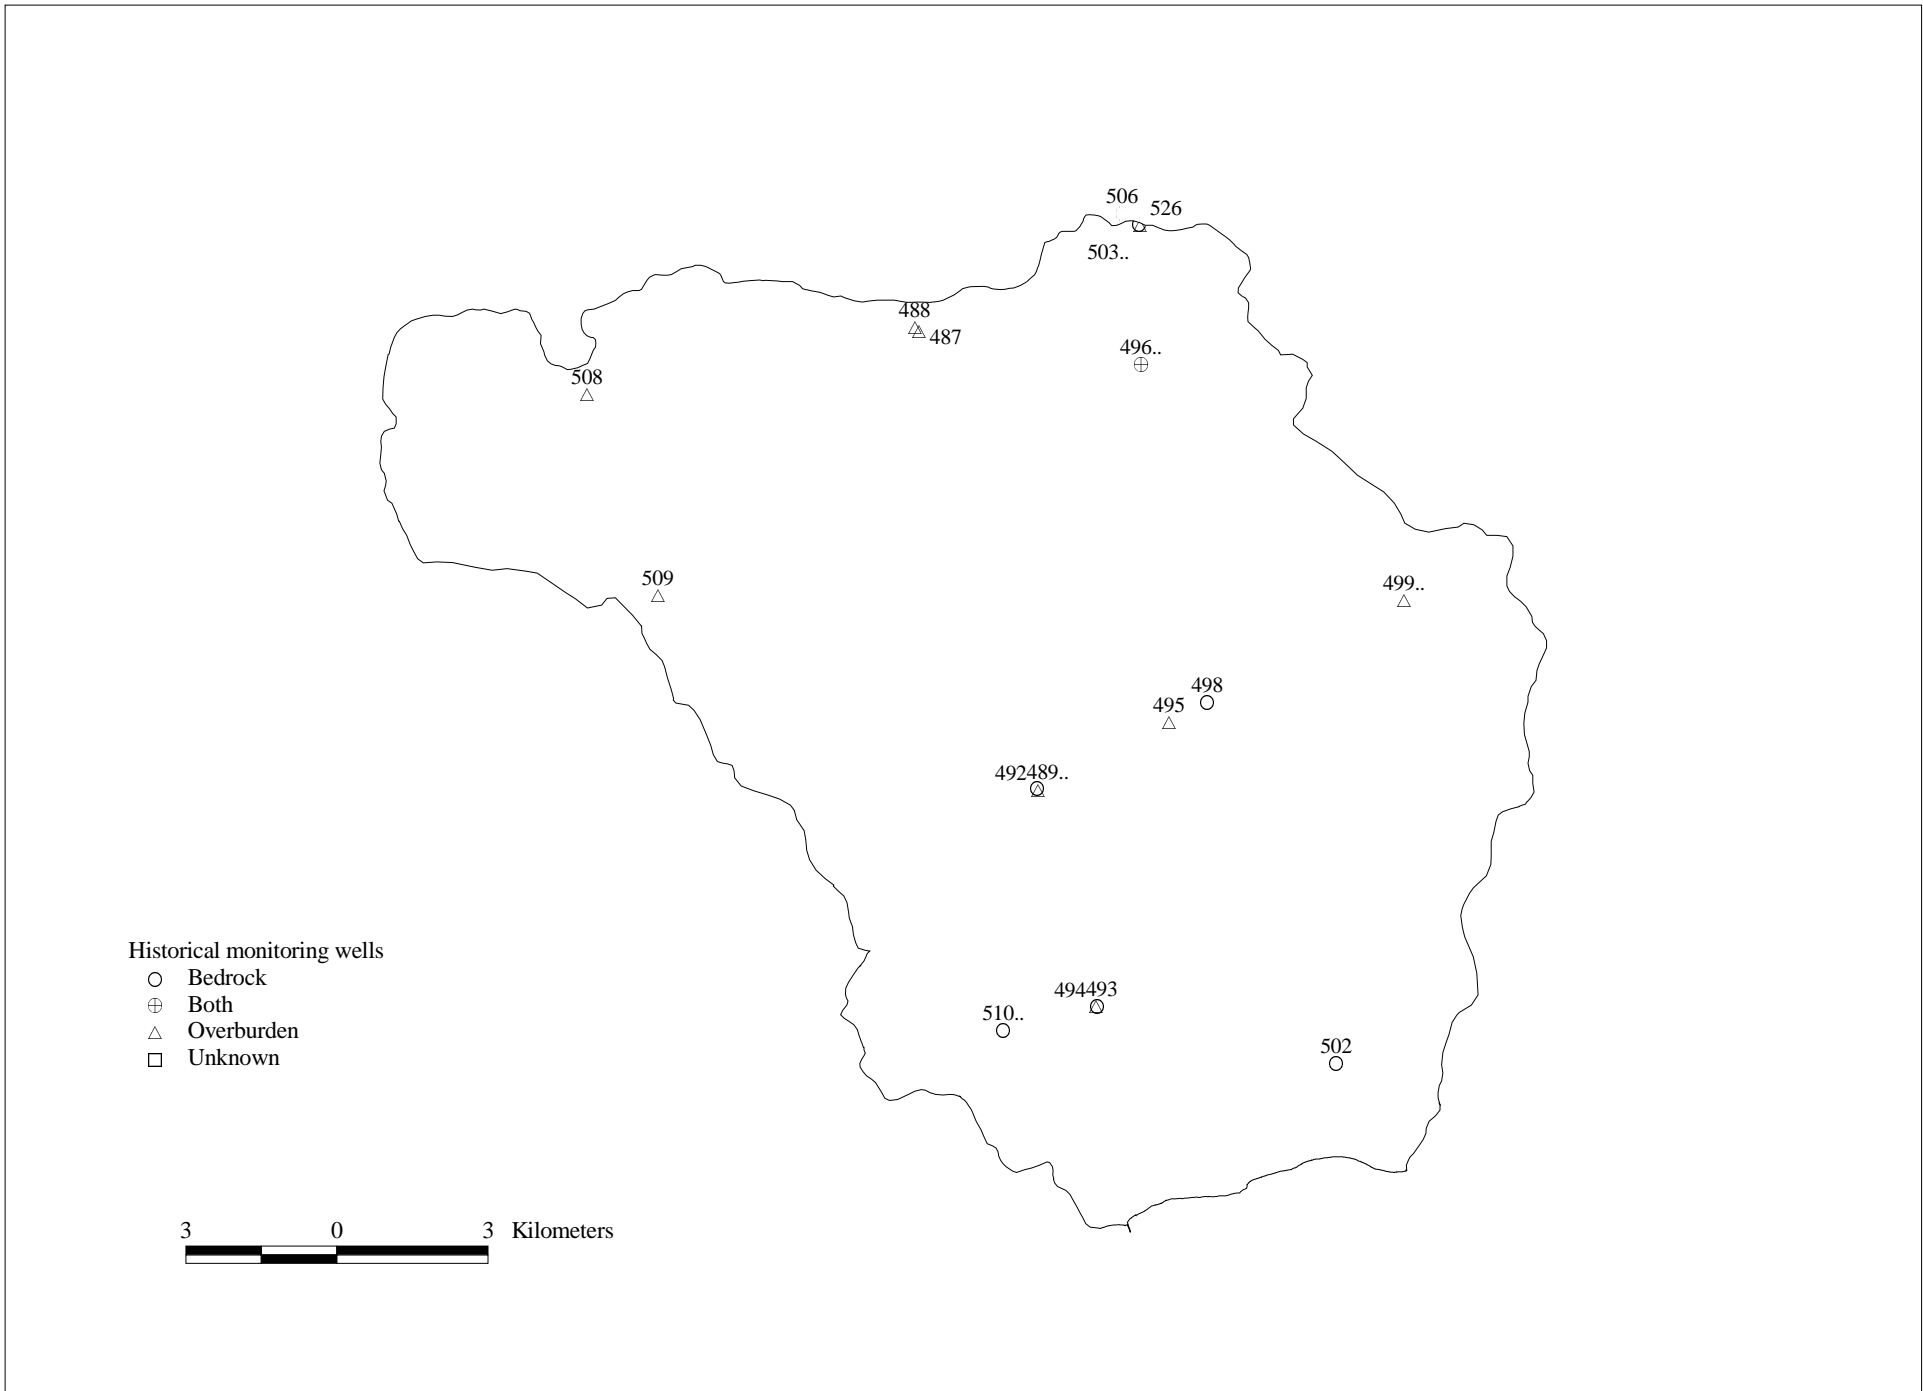 506
526
503..
488
487
496..
508
509
499..
498
495
492489..
494493
510..
502
Historical monitoring wells
Bedrock
Both
Overburden
Unknown
3 0 3 Kilometers